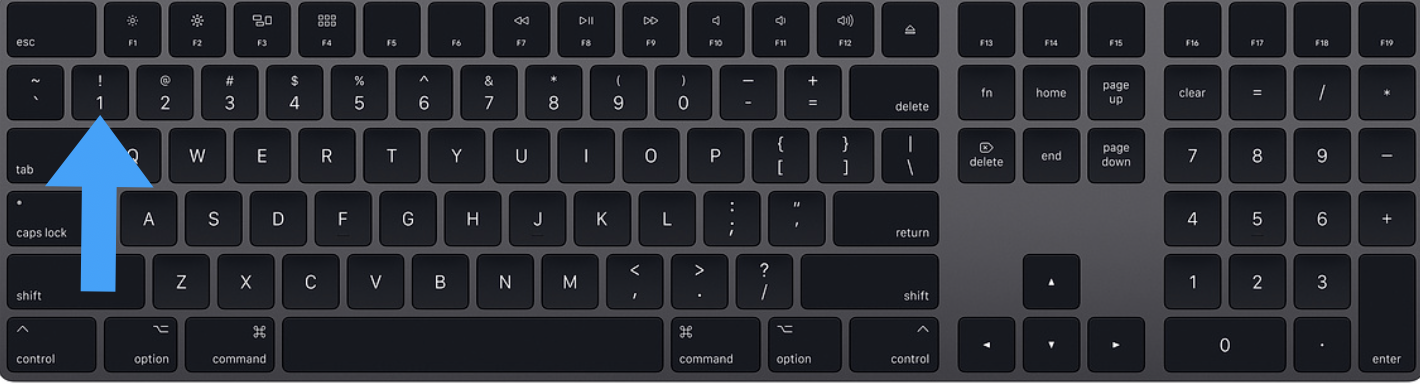 esc F1 F2 F3 F4 F5 F6 F7 F8 F9 F10 F11 F12 F13 F14 F15 F16 F17 F18 F19
~ ! @ # $ % ^ & * ( ) — +
` 1 2 3 4 5 6 7 8 9 0 - = delete fn home page up clear = / *
tab Q W E R T Y U I O P { [ } ] | \ delete end page down 7 8 9 —
caps lock A S D F G H J K L : ; " ' return 4 5 6 +
shift Z X C V B N M < , > . ? / shift 1 2 3
control option command command option control 0 . enter